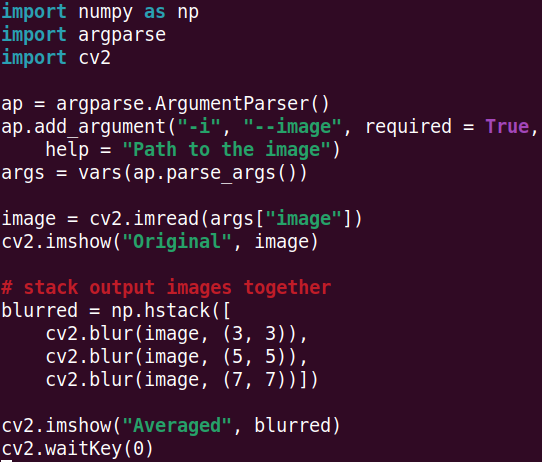 import numpy as np
import argparse
import cv2

ap = argparse.ArgumentParser()
ap.add_argument("-i", "--image", required = True,
    help = "Path to the image")
args = vars(ap.parse_args())

image = cv2.imread(args["image"])
cv2.imshow("Original", image)

# stack output images together
blurred = np.hstack([
    cv2.blur(image, (3, 3)),
    cv2.blur(image, (5, 5)),
    cv2.blur(image, (7, 7))])

cv2.imshow("Averaged", blurred)
cv2.waitKey(0)